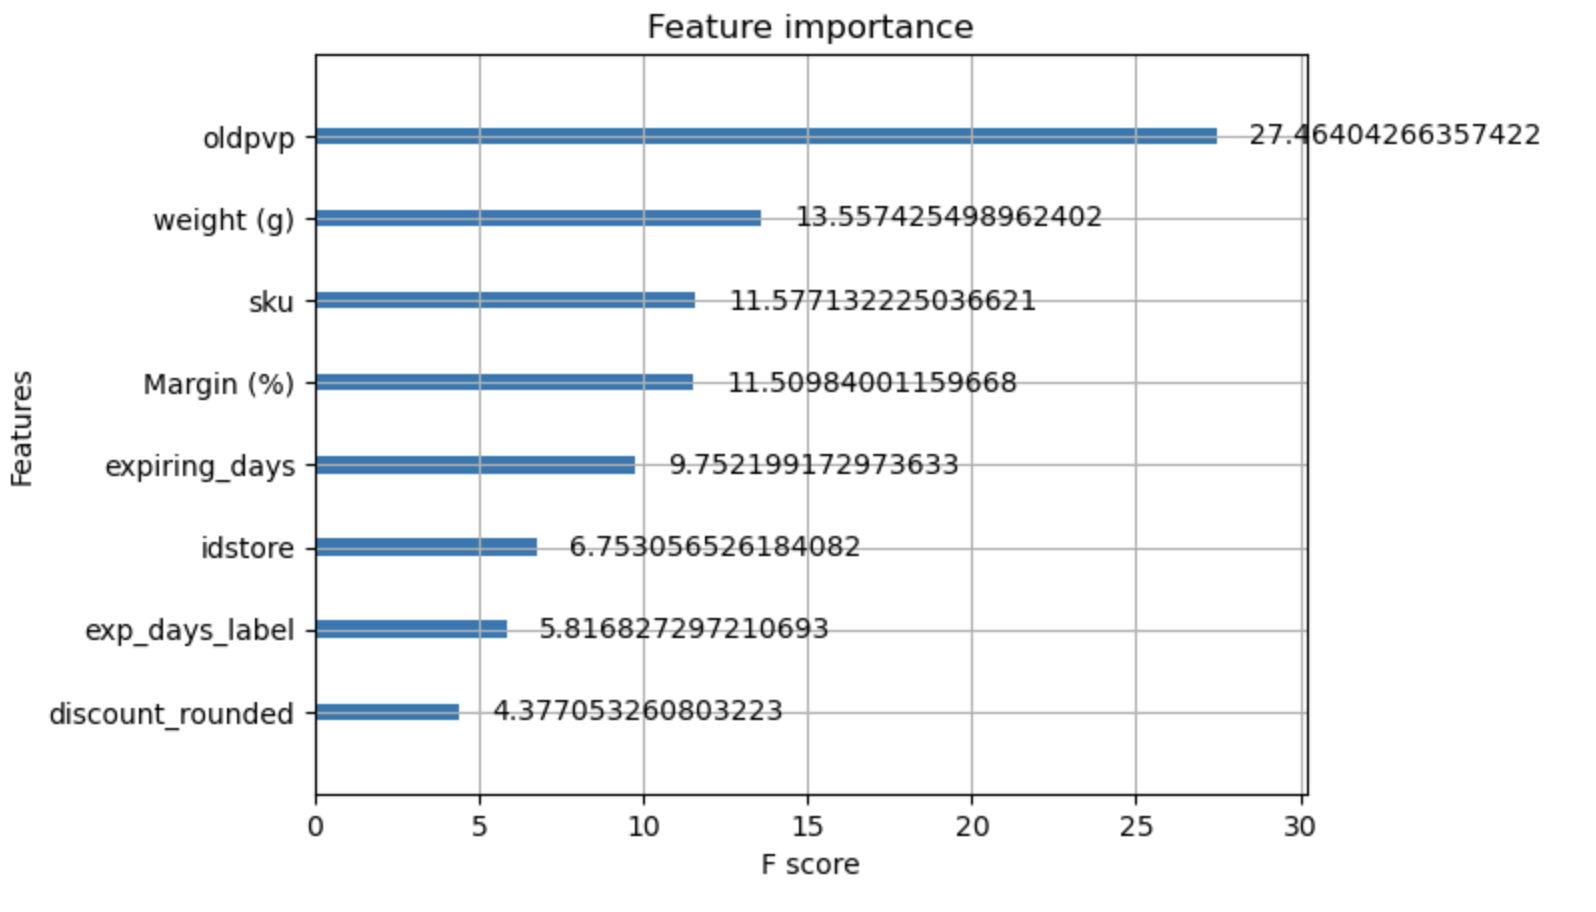 Feature importance
oldpvp
27.46404266357422
weight (g)
13.557425498962402
sku
11.577132225036621
Margin (%)
11.50984001159668
expiring_days
9.752199172973633
idstore
6.753056526184082
exp_days_label
5.816827297210693
discount_rounded
4.377053260803223
Features
0 5 10 15 20 25 30
F score